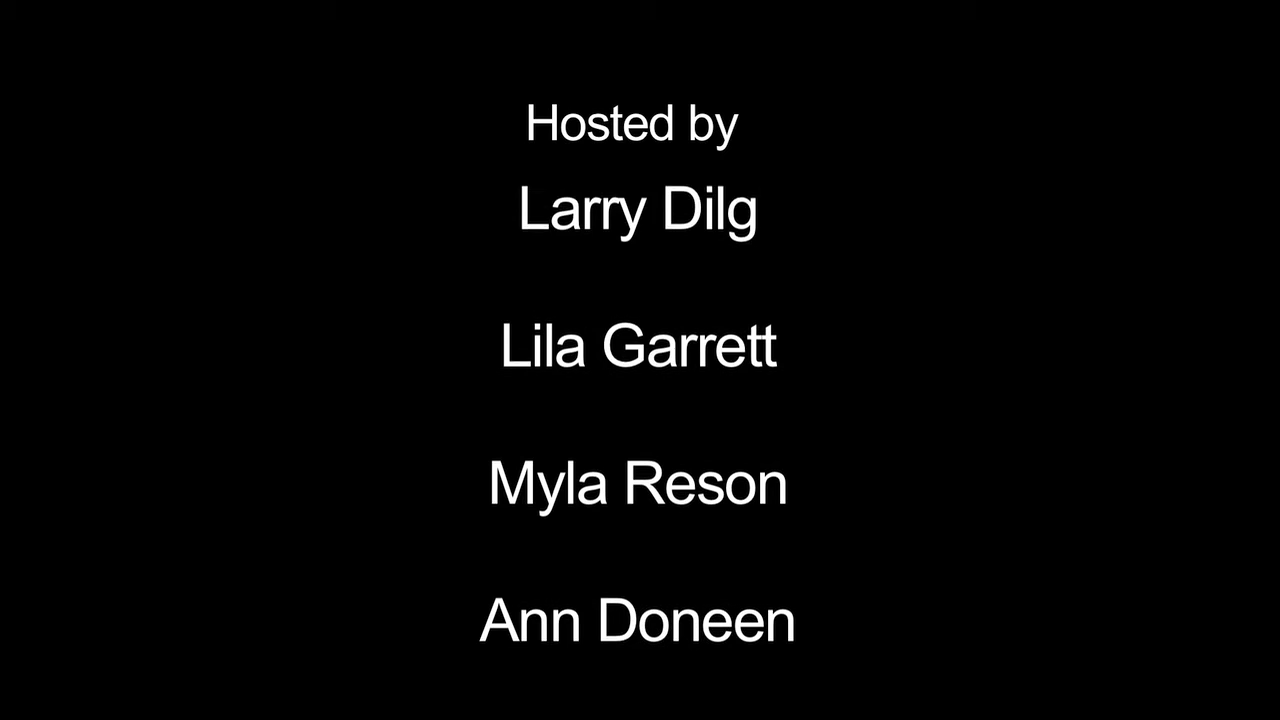 Hosted by
Larry Dilg
Lila Garrett
Myla Reson
Ann Doneen